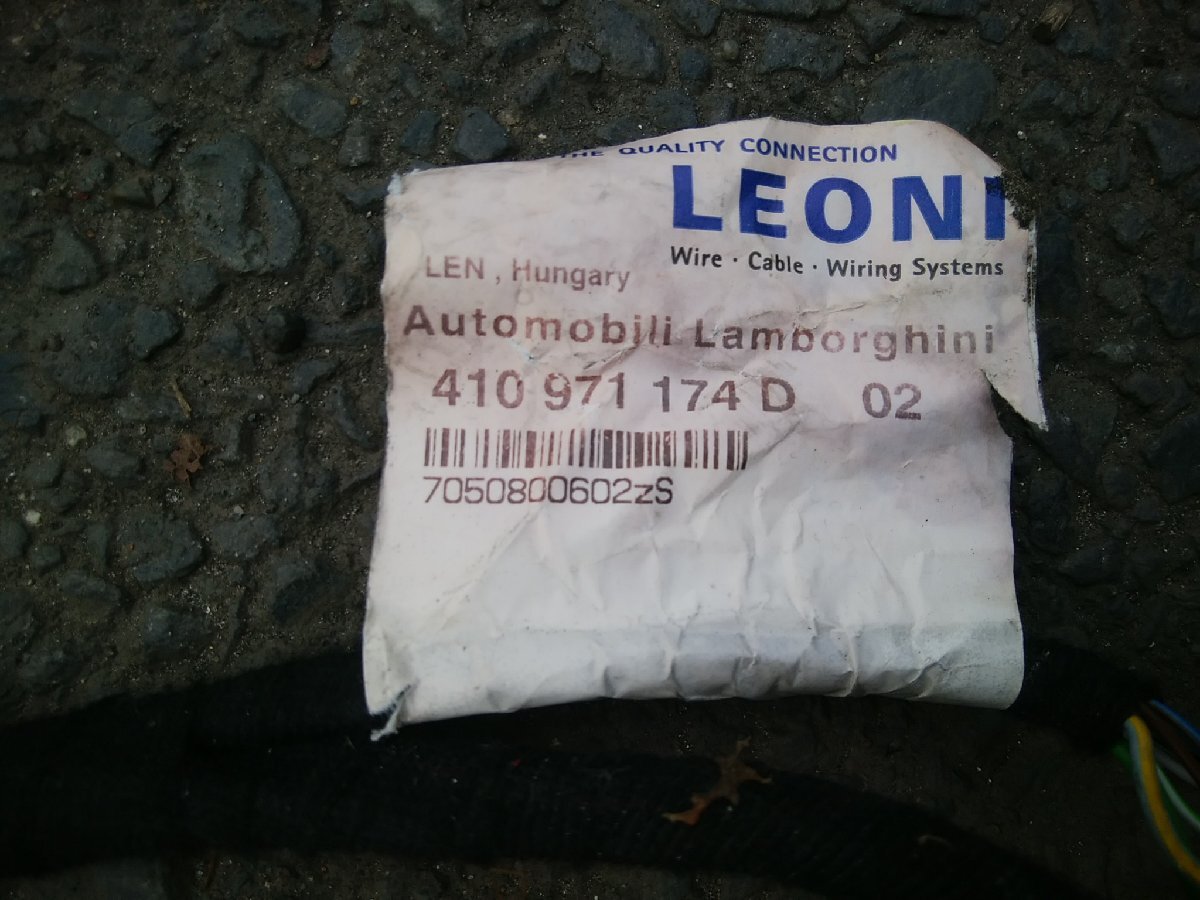 THE QUALITY CONNECTION
LEONI
Wire · Cable · Wiring Systems
LEN , Hungary
Automobili Lamborghini
410 971 174 D 02
7050800602zS